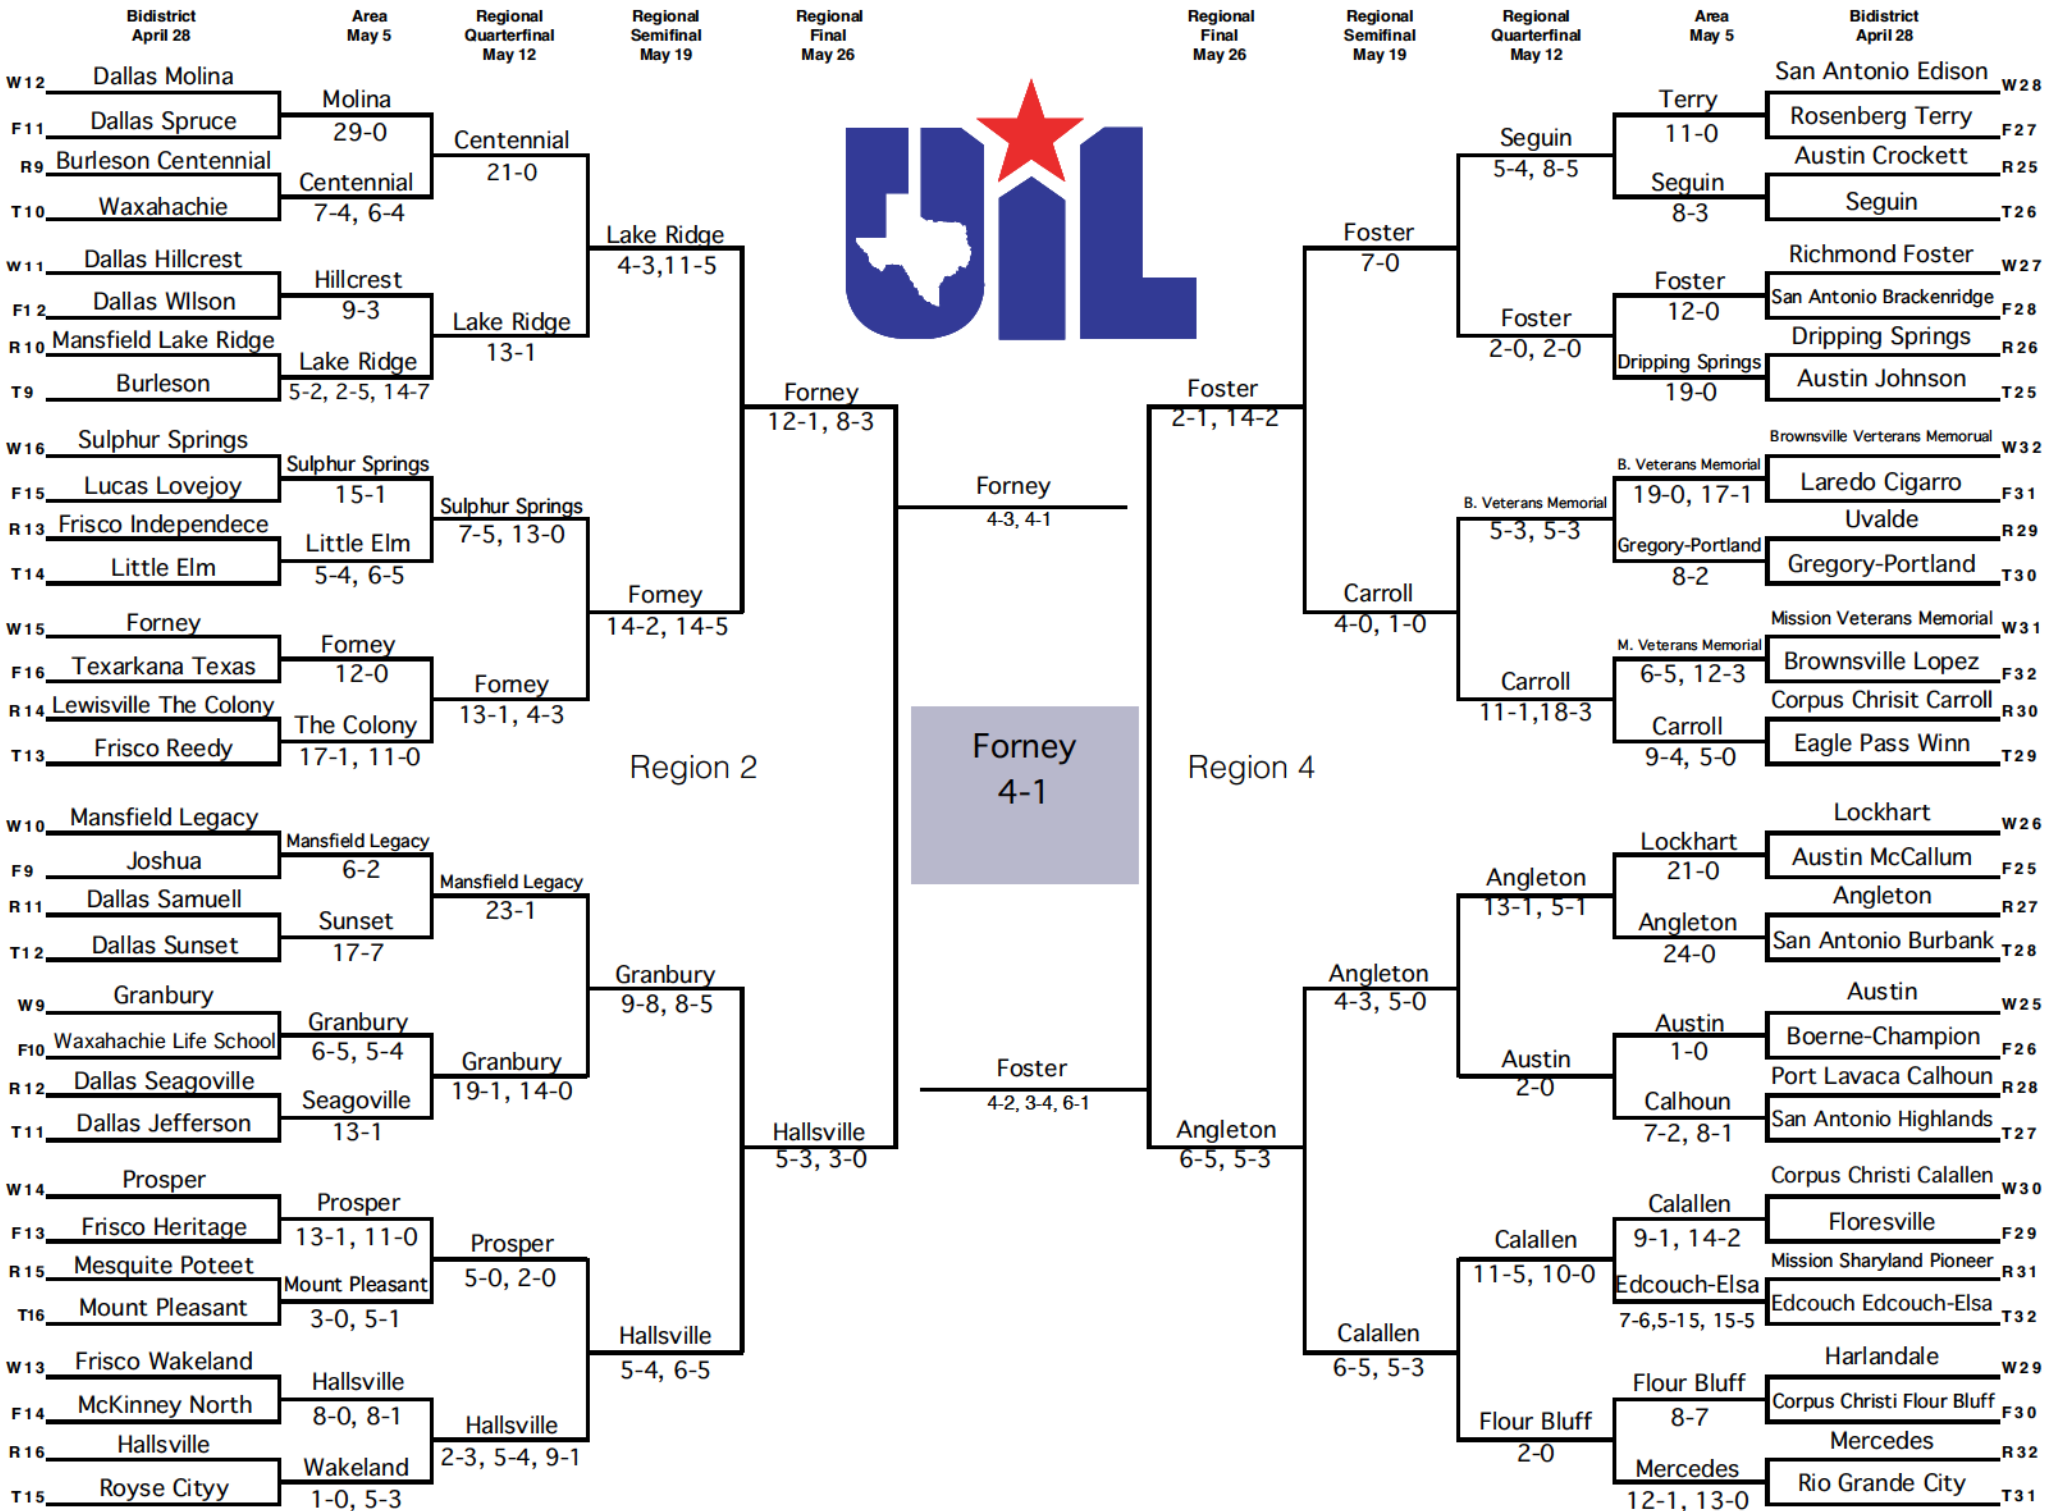 Bidistrict
April 28
Area
May 5
Regional
Quarterfinal
May 12
Regional
Semifinal
May 19
Regional
Final
May 26
Regional
Final
May 26
Regional
Semifinal
May 19
Regional
Quarterfinal
May 12
Area
May 5
Bidistrict
April 28
W12 Dallas Molina
F11 Dallas Spruce
R9 Burleson Centennial
T10 Waxahachie
W11 Dallas Hillcrest
F12 Dallas WIlson
R10 Mansfield Lake Ridge
T9 Burleson
W16 Sulphur Springs
F15 Lucas Lovejoy
R13 Frisco Independece
T14 Little Elm
W15 Forney
F16 Texarkana Texas
R14 Lewisville The Colony
T13 Frisco Reedy
W10 Mansfield Legacy
F9 Joshua
R11 Dallas Samuell
T12 Dallas Sunset
W9 Granbury
F10 Waxahachie Life School
R12 Dallas Seagoville
T11 Dallas Jefferson
W14 Prosper
F13 Frisco Heritage
R15 Mesquite Poteet
T16 Mount Pleasant
W13 Frisco Wakeland
F14 McKinney North
R16 Hallsville
T15 Royse Cityy
Molina
29-0
Centennial
7-4, 6-4
Hillcrest
9-3
Lake Ridge
5-2, 2-5, 14-7
Sulphur Springs
15-1
Little Elm
5-4, 6-5
Forney
12-0
The Colony
17-1, 11-0
Mansfield Legacy
6-2
Sunset
17-7
Granbury
6-5, 5-4
Seagoville
13-1
Prosper
13-1, 11-0
Mount Pleasant
3-0, 5-1
Hallsville
8-0, 8-1
Wakeland
1-0, 5-3
Centennial
21-0
Lake Ridge
13-1
Sulphur Springs
7-5, 13-0
Forney
13-1, 4-3
Mansfield Legacy
23-1
Granbury
19-1, 14-0
Prosper
5-0, 2-0
Hallsville
2-3, 5-4, 9-1
Lake Ridge
4-3,11-5
Forney
14-2, 14-5
Granbury
9-8, 8-5
Hallsville
5-4, 6-5
Region 2
Forney
12-1, 8-3
Hallsville
5-3, 3-0
UIL
Forney
4-3, 4-1
Forney
4-1
Foster
4-2, 3-4, 6-1
Foster
2-1, 14-2
Angleton
6-5, 5-3
Region 4
Foster
7-0
Carroll
4-0, 1-0
Angleton
4-3, 5-0
Calallen
6-5, 5-3
Seguin
5-4, 8-5
Foster
2-0, 2-0
B. Veterans Memorial
5-3, 5-3
Carroll
11-1,18-3
Angleton
13-1, 5-1
Austin
2-0
Calallen
11-5, 10-0
Flour Bluff
2-0
Terry
11-0
Seguin
8-3
Foster
12-0
Dripping Springs
19-0
B. Veterans Memorial
19-0, 17-1
Gregory-Portland
8-2
M. Veterans Memorial
6-5, 12-3
Carroll
9-4, 5-0
Lockhart
21-0
Angleton
24-0
Austin
1-0
Calhoun
7-2, 8-1
Calallen
9-1, 14-2
Edcouch-Elsa
7-6,5-15, 15-5
Flour Bluff
8-7
Mercedes
12-1, 13-0
San Antonio Edison W28
Rosenberg Terry F27
Austin Crockett R25
Seguin T26
Richmond Foster W27
San Antonio Brackenridge F28
Dripping Springs R26
Austin Johnson T25
Brownsville Verterans Memorual W32
Laredo Cigarro F31
Uvalde R29
Gregory-Portland T30
Mission Veterans Memorial W31
Brownsville Lopez F32
Corpus Chrisit Carroll R30
Eagle Pass Winn T29
Lockhart W26
Austin McCallum F25
Angleton R27
San Antonio Burbank T28
Austin W25
Boerne-Champion F26
Port Lavaca Calhoun R28
San Antonio Highlands T27
Corpus Christi Calallen W30
Floresville F29
Mission Sharyland Pioneer R31
Edcouch Edcouch-Elsa T32
Harlandale W29
Corpus Christi Flour Bluff F30
Mercedes R32
Rio Grande City T31